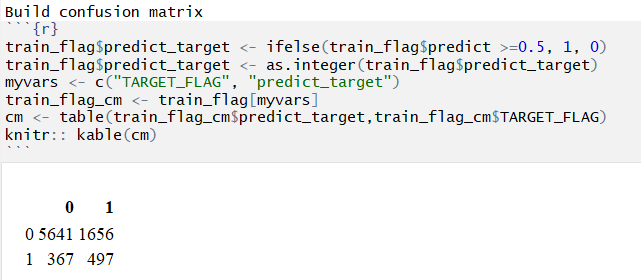 Build confusion matrix
```{r}
train_flag$predict_target <- ifelse(train_flag$predict >=0.5, 1, 0)
train_flag$predict_target <- as.integer(train_flag$predict_target)
myvars <- c("TARGET_FLAG", "predict_target")
train_flag_cm <- train_flag[myvars]
cm <- table(train_flag_cm$predict_target,train_flag_cm$TARGET_FLAG)
knitr:: kable(cm)
```
0 1
0 5641 1656
1 367 497